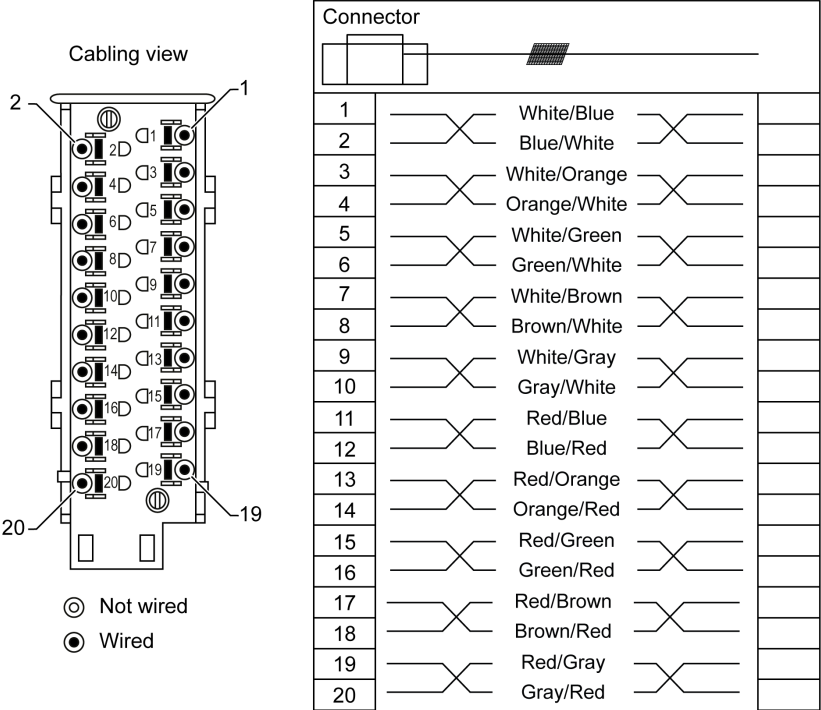 Cabling view
1
2
1
2
3
4
5
6
7
8
9
10
11
12
13
14
15
16
17
18
19
20
19
20
Not wired
Wired
Connector
1 White/Blue
2 Blue/White
3 White/Orange
4 Orange/White
5 White/Green
6 Green/White
7 White/Brown
8 Brown/White
9 White/Gray
10 Gray/White
11 Red/Blue
12 Blue/Red
13 Red/Orange
14 Orange/Red
15 Red/Green
16 Green/Red
17 Red/Brown
18 Brown/Red
19 Red/Gray
20 Gray/Red